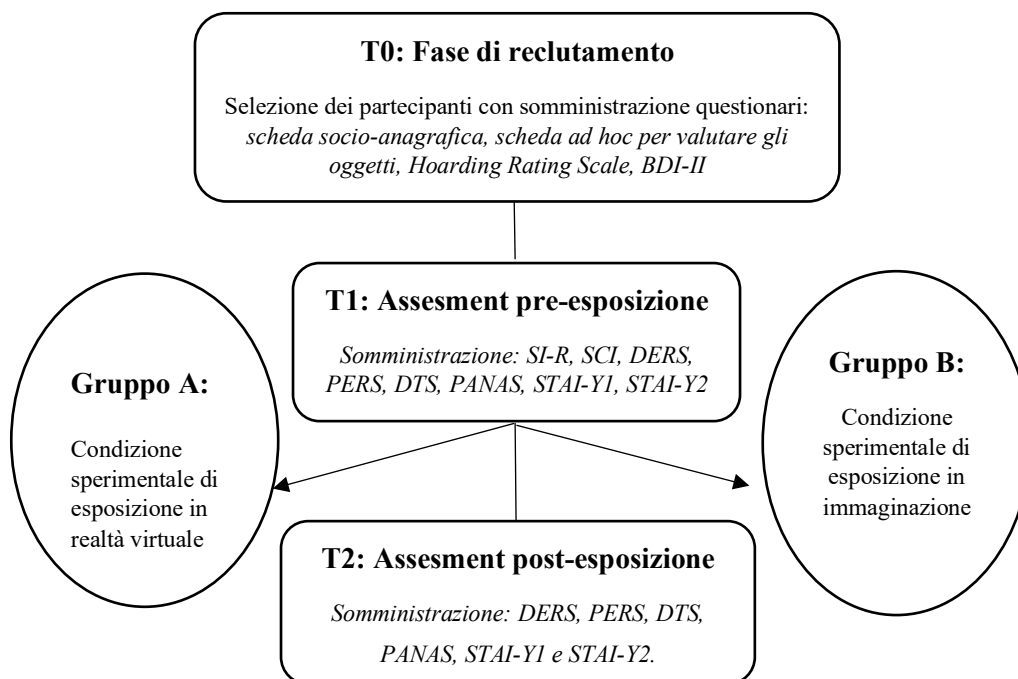 T0: Fase di reclutamento
Selezione dei partecipanti con somministrazione questionari:
scheda socio-anagrafica, scheda ad hoc per valutare gli
oggetti, Hoarding Rating Scale, BDI-II
T1: Assesment pre-esposizione
Somministrazione: SI-R, SCI, DERS,
PERS, DTS, PANAS, STAI-Y1, STAI-Y2
Gruppo A:
Condizione
sperimentale di
esposizione in
realtà virtuale
Gruppo B:
Condizione
sperimentale di
esposizione in
immaginazione
T2: Assesment post-esposizione
Somministrazione: DERS, PERS, DTS,
PANAS, STAI-Y1 e STAI-Y2.